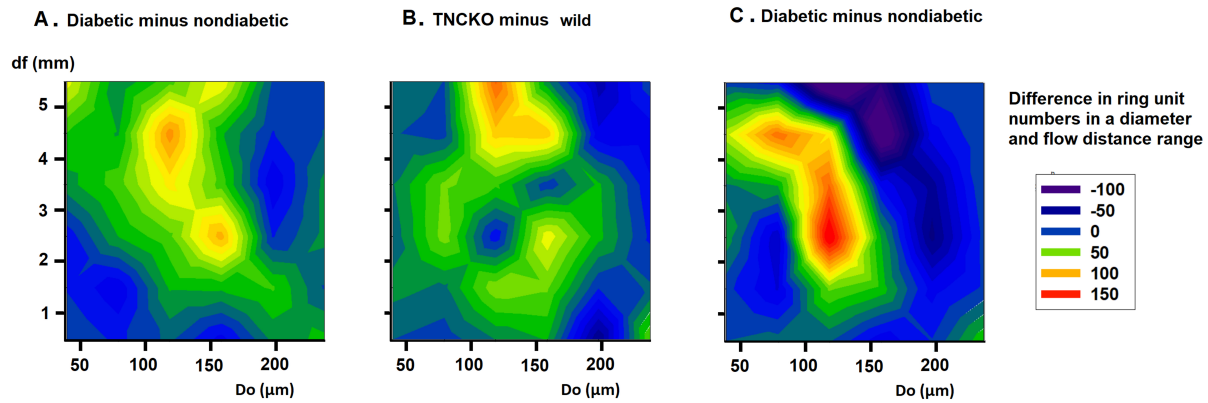 A. Diabetic minus nondiabetic
B. TNCKO minus wild
C. Diabetic minus nondiabetic
df (mm)
5
4
3
2
1
50 100 150 200
Do (µm)
50 100 150 200
Do (µm)
50 100 150 200
Do (µm)
Difference in ring unit
numbers in a diameter
and flow distance range
-100
-50
0
50
100
150